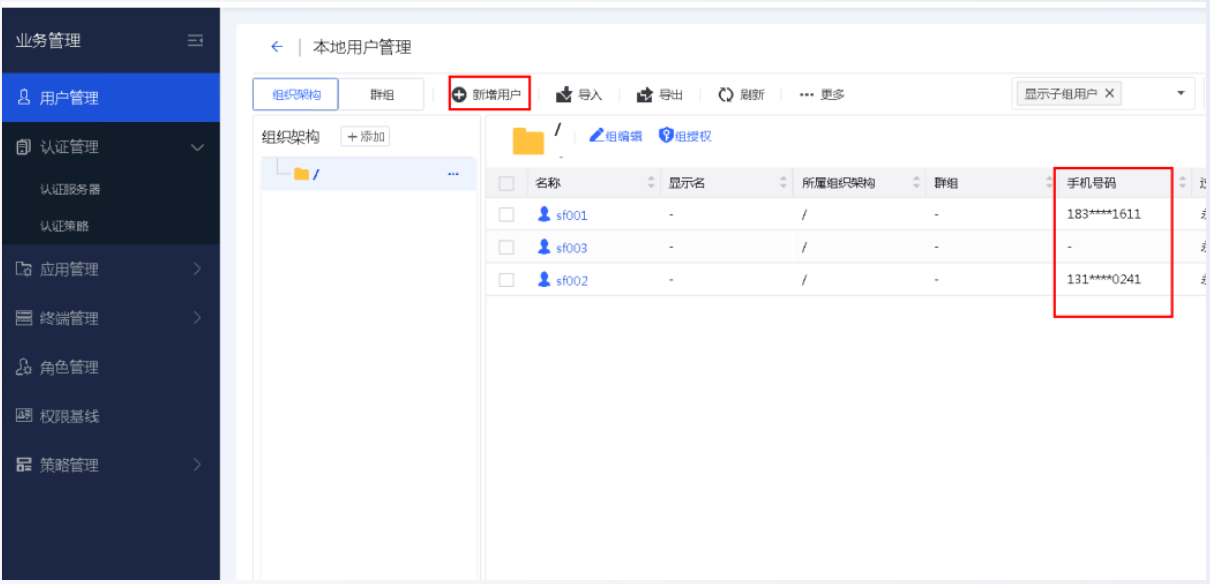 业务管理
用户管理
认证管理
认证服务器
认证策略
应用管理
终端管理
角色管理
权限基线
策略管理
本地用户管理
组织架构 群组 新增用户 导入 导出 刷新 ··· 更多 显示子组用户 ×
组织架构 +添加
/ ···
/ 组编辑 组授权
-
名称 显示名 所属组织架构 群组 手机号码
sf001 - / - 183****1611
sf003 - / - -
sf002 - / - 131****0241